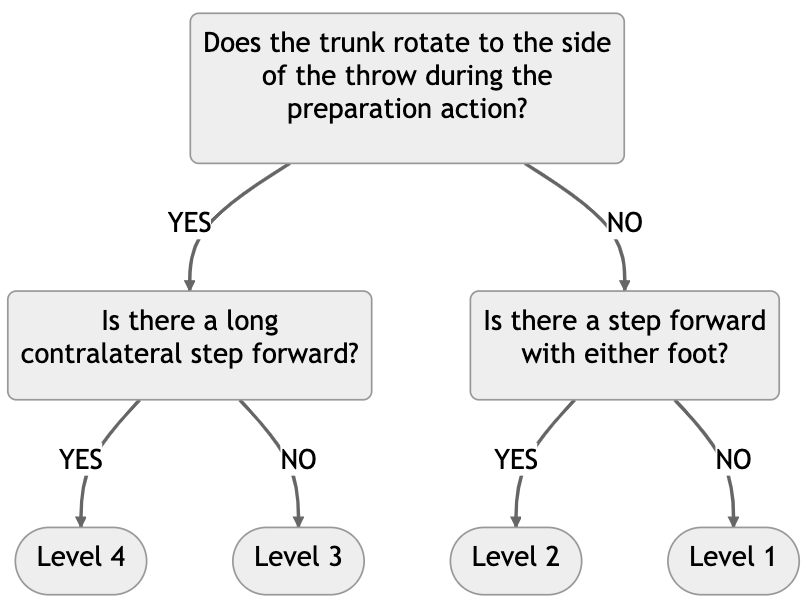 Does the trunk rotate to the side
of the throw during the
preparation action?
YES
NO
Is there a long
contralateral step forward?
Is there a step forward
with either foot?
YES
NO
YES
NO
Level 4
Level 3
Level 2
Level 1